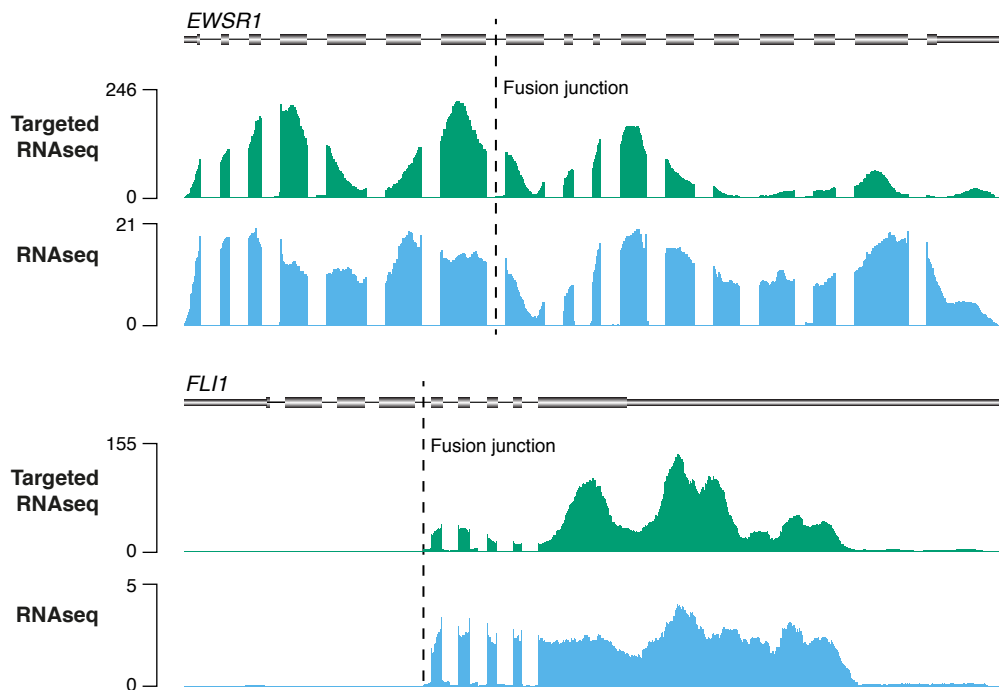 EWSR1
Fusion junction
246
Targeted
RNAseq
0
21
RNAseq
0
FLI1
Fusion junction
155
Targeted
RNAseq
0
5
RNAseq
0